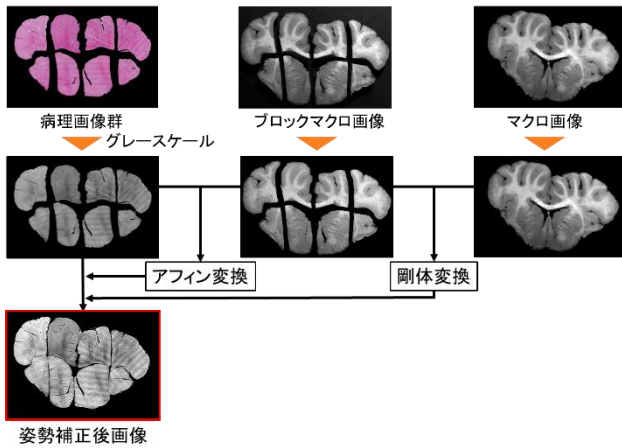 病理画像群
ブロックマクロ画像
マクロ画像
グレースケール
アフィン変換
剛体変換
姿勢補正後画像